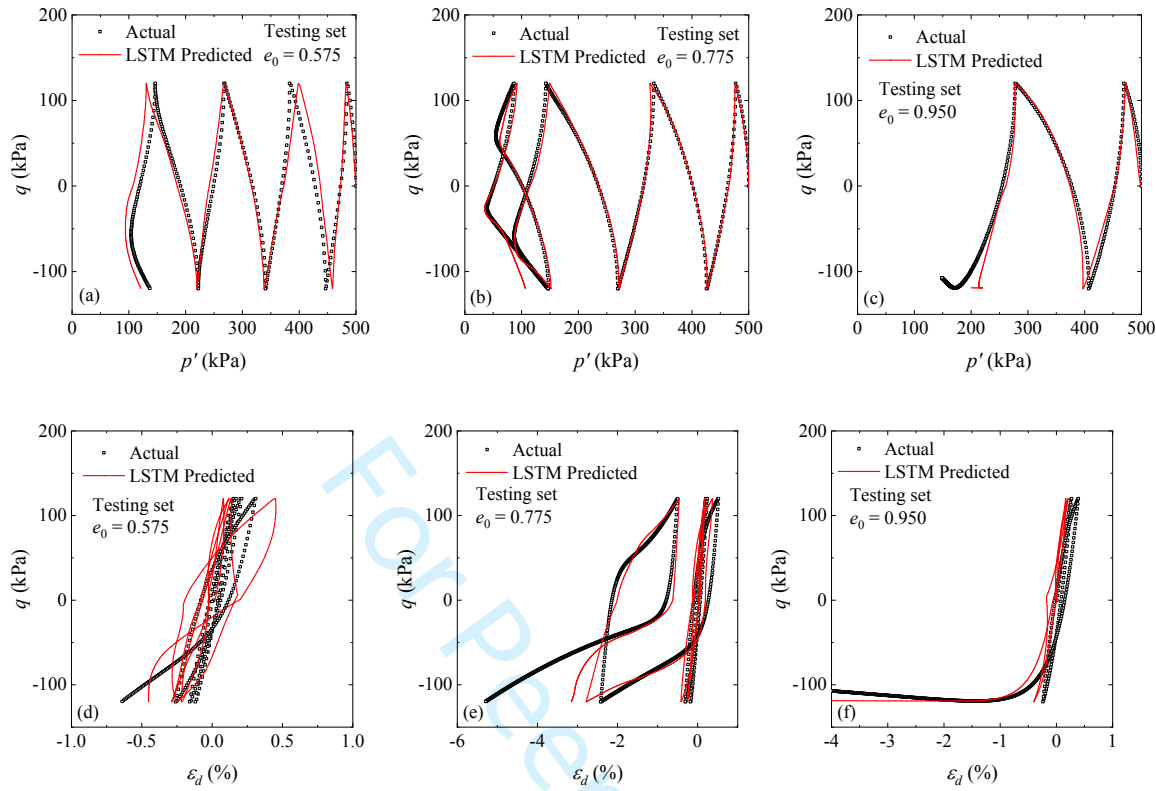 200
Actual
Testing set
LSTM Predicted
e0 = 0.575
100
0
-100
q (kPa)
(a)
0 100 200 300 400 500
p′ (kPa)
200
Actual
Testing set
LSTM Predicted
e0 = 0.775
100
0
-100
q (kPa)
(b)
0 100 200 300 400 500
p′ (kPa)
200
Actual
LSTM Predicted
Testing set
e0 = 0.950
100
0
-100
q (kPa)
(c)
0 100 200 300 400 500
p′ (kPa)
200
Actual
LSTM Predicted
Testing set
e0 = 0.575
100
0
-100
q (kPa)
(d)
-1.0 -0.5 0.0 0.5 1.0
εd (%)
200
Actual
LSTM Predicted
Testing set
e0 = 0.775
100
0
-100
q (kPa)
(e)
-6 -4 -2 0
εd (%)
200
Actual
LSTM Predicted
Testing set
e0 = 0.950
100
0
-100
q (kPa)
(f)
-4 -3 -2 -1 0 1
εd (%)
For Peer